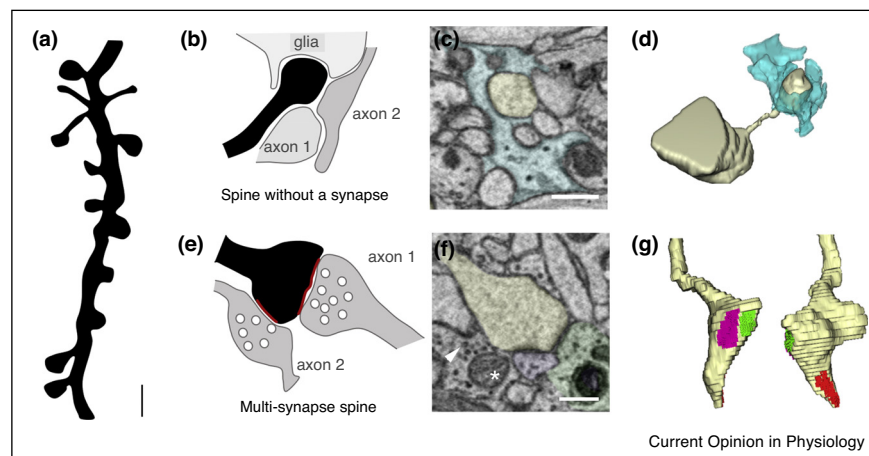 (a)
(b)
glia
axon 2
axon 1
Spine without a synapse
(c)
(d)
(e)
axon 1
axon 2
Multi-synapse spine
(f)
*
(g)
Current Opinion in Physiology